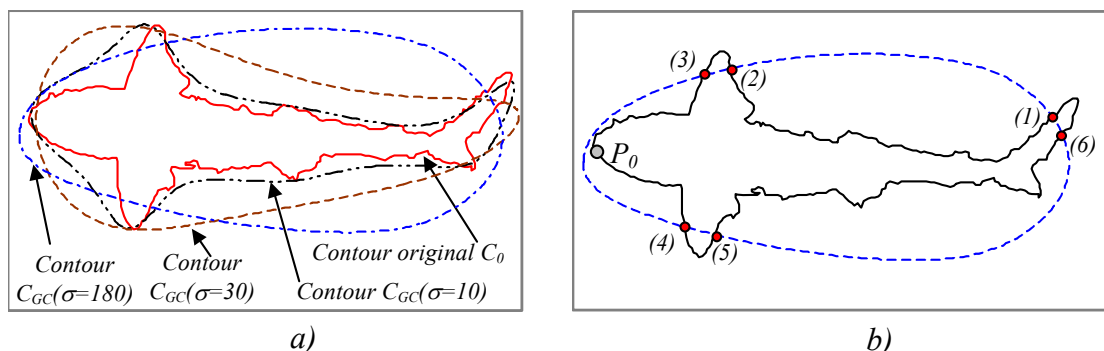 Contour
C_GC(σ=180)
Contour
C_GC(σ=30)
Contour original C_0
Contour C_GC(σ=10)
a)
(3)
(2)
(1)
(6)
P_0
(4)
(5)
b)